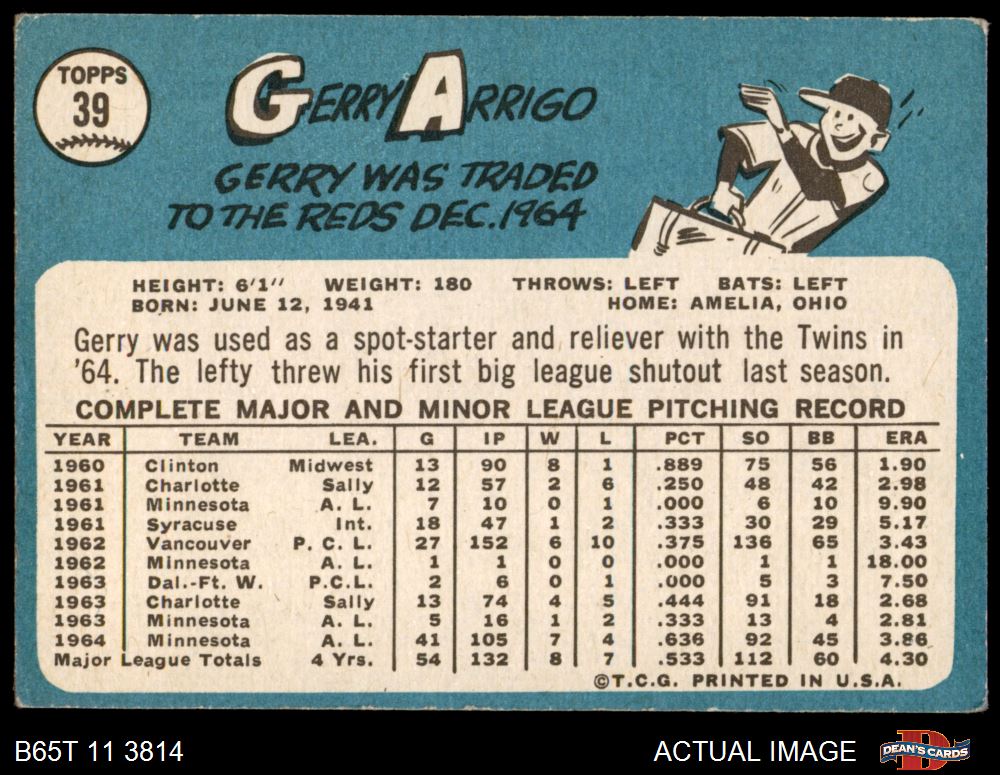 TOPPS
39
GERRY ARRIGO
GERRY WAS TRADED
TO THE REDS DEC. 1964
HEIGHT: 6'1" WEIGHT: 180 THROWS: LEFT BATS: LEFT
BORN: JUNE 12, 1941 HOME: AMELIA, OHIO
Gerry was used as a spot-starter and reliever with the Twins in
'64. The lefty threw his first big league shutout last season.
COMPLETE MAJOR AND MINOR LEAGUE PITCHING RECORD
YEAR TEAM LEA. G IP W L PCT SO BB ERA
1960 Clinton Midwest 13 90 8 1 .889 75 56 1.90
1961 Charlotte Sally 12 57 2 6 .250 48 42 2.98
1961 Minnesota A. L. 7 10 0 1 .000 6 10 9.90
1961 Syracuse Int. 18 47 1 2 .333 30 29 5.17
1962 Vancouver P. C. L. 27 152 6 10 .375 136 65 3.43
1962 Minnesota A. L. 1 1 0 0 .000 1 1 18.00
1963 Dal.-Ft. W. P.C.L. 2 6 0 1 .000 5 3 7.50
1963 Charlotte Sally 13 74 4 5 .444 91 18 2.68
1963 Minnesota A. L. 5 16 1 2 .333 13 4 2.81
1964 Minnesota A. L. 41 105 7 4 .636 92 45 3.86
Major League Totals 4 Yrs. 54 132 8 7 .533 112 60 4.30
©T.C.G. PRINTED IN U.S.A.
B65T 11 3814 ACTUAL IMAGE DEAN'S CARDS